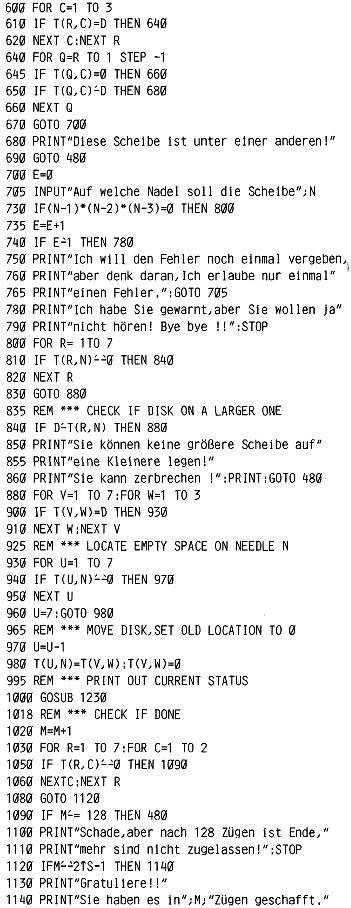 600 FOR C=1 TO 3
610 IF T(R,C)=D THEN 640
620 NEXT C:NEXT R
640 FOR Q=R TO 1 STEP -1
645 IF T(Q,C)=0 THEN 660
650 IF T(Q,C)∸D THEN 680
660 NEXT Q
670 GOTO 700
680 PRINT"Diese Scheibe ist unter einer anderen!"
690 GOTO 480
700 E=0
705 INPUT"Auf welche Nadel soll die Scheibe";N
730 IF(N-1)*(N-2)*(N-3)=0 THEN 800
735 E=E+1
740 IF E∸1 THEN 780
750 PRINT"Ich will den Fehler noch einmal vergeben,
760 PRINT"aber denk daran,Ich erlaube nur einmal"
765 PRINT"einen Fehler.":GOTO 705
780 PRINT"Ich habe Sie gewarnt,aber Sie wollen ja"
790 PRINT"nicht hören! Bye bye !!":STOP
800 FOR R= 1TO 7
810 IF T(R,N)∸∸0 THEN 840
820 NEXT R
830 GOTO 880
835 REM *** CHECK IF DISK ON A LARGER ONE
840 IF D∸T(R,N) THEN 880
850 PRINT"Sie können keine größere Scheibe auf"
855 PRINT"eine Kleinere legen!"
860 PRINT"Sie kann zerbrechen !":PRINT:GOTO 480
880 FOR V=1 TO 7:FOR W=1 TO 3
900 IF T(V,W)=D THEN 930
910 NEXT W:NEXT V
925 REM *** LOCATE EMPTY SPACE ON NEEDLE N
930 FOR U=1 TO 7
940 IF T(U,N)∸∸0 THEN 970
950 NEXT U
960 U=7:GOTO 980
965 REM *** MOVE DISK,SET OLD LOCATION TO 0
970 U=U-1
980 T(U,N)=T(V,W):T(V,W)=0
995 REM *** PRINT OUT CURRENT STATUS
1000 GOSUB 1230
1018 REM *** CHECK IF DONE
1020 M=M+1
1030 FOR R=1 TO 7:FOR C=1 TO 2
1050 IF T(R,C)∸∸0 THEN 1090
1060 NEXTC:NEXT R
1080 GOTO 1120
1090 IF M∸= 128 THEN 480
1100 PRINT"Schade,aber nach 128 Zügen ist Ende,"
1110 PRINT"mehr sind nicht zugelassen!":STOP
1120 IFM∸∸2↑S-1 THEN 1140
1130 PRINT"Gratuliere!!"
1140 PRINT"Sie haben es in";M;"Zügen geschafft.